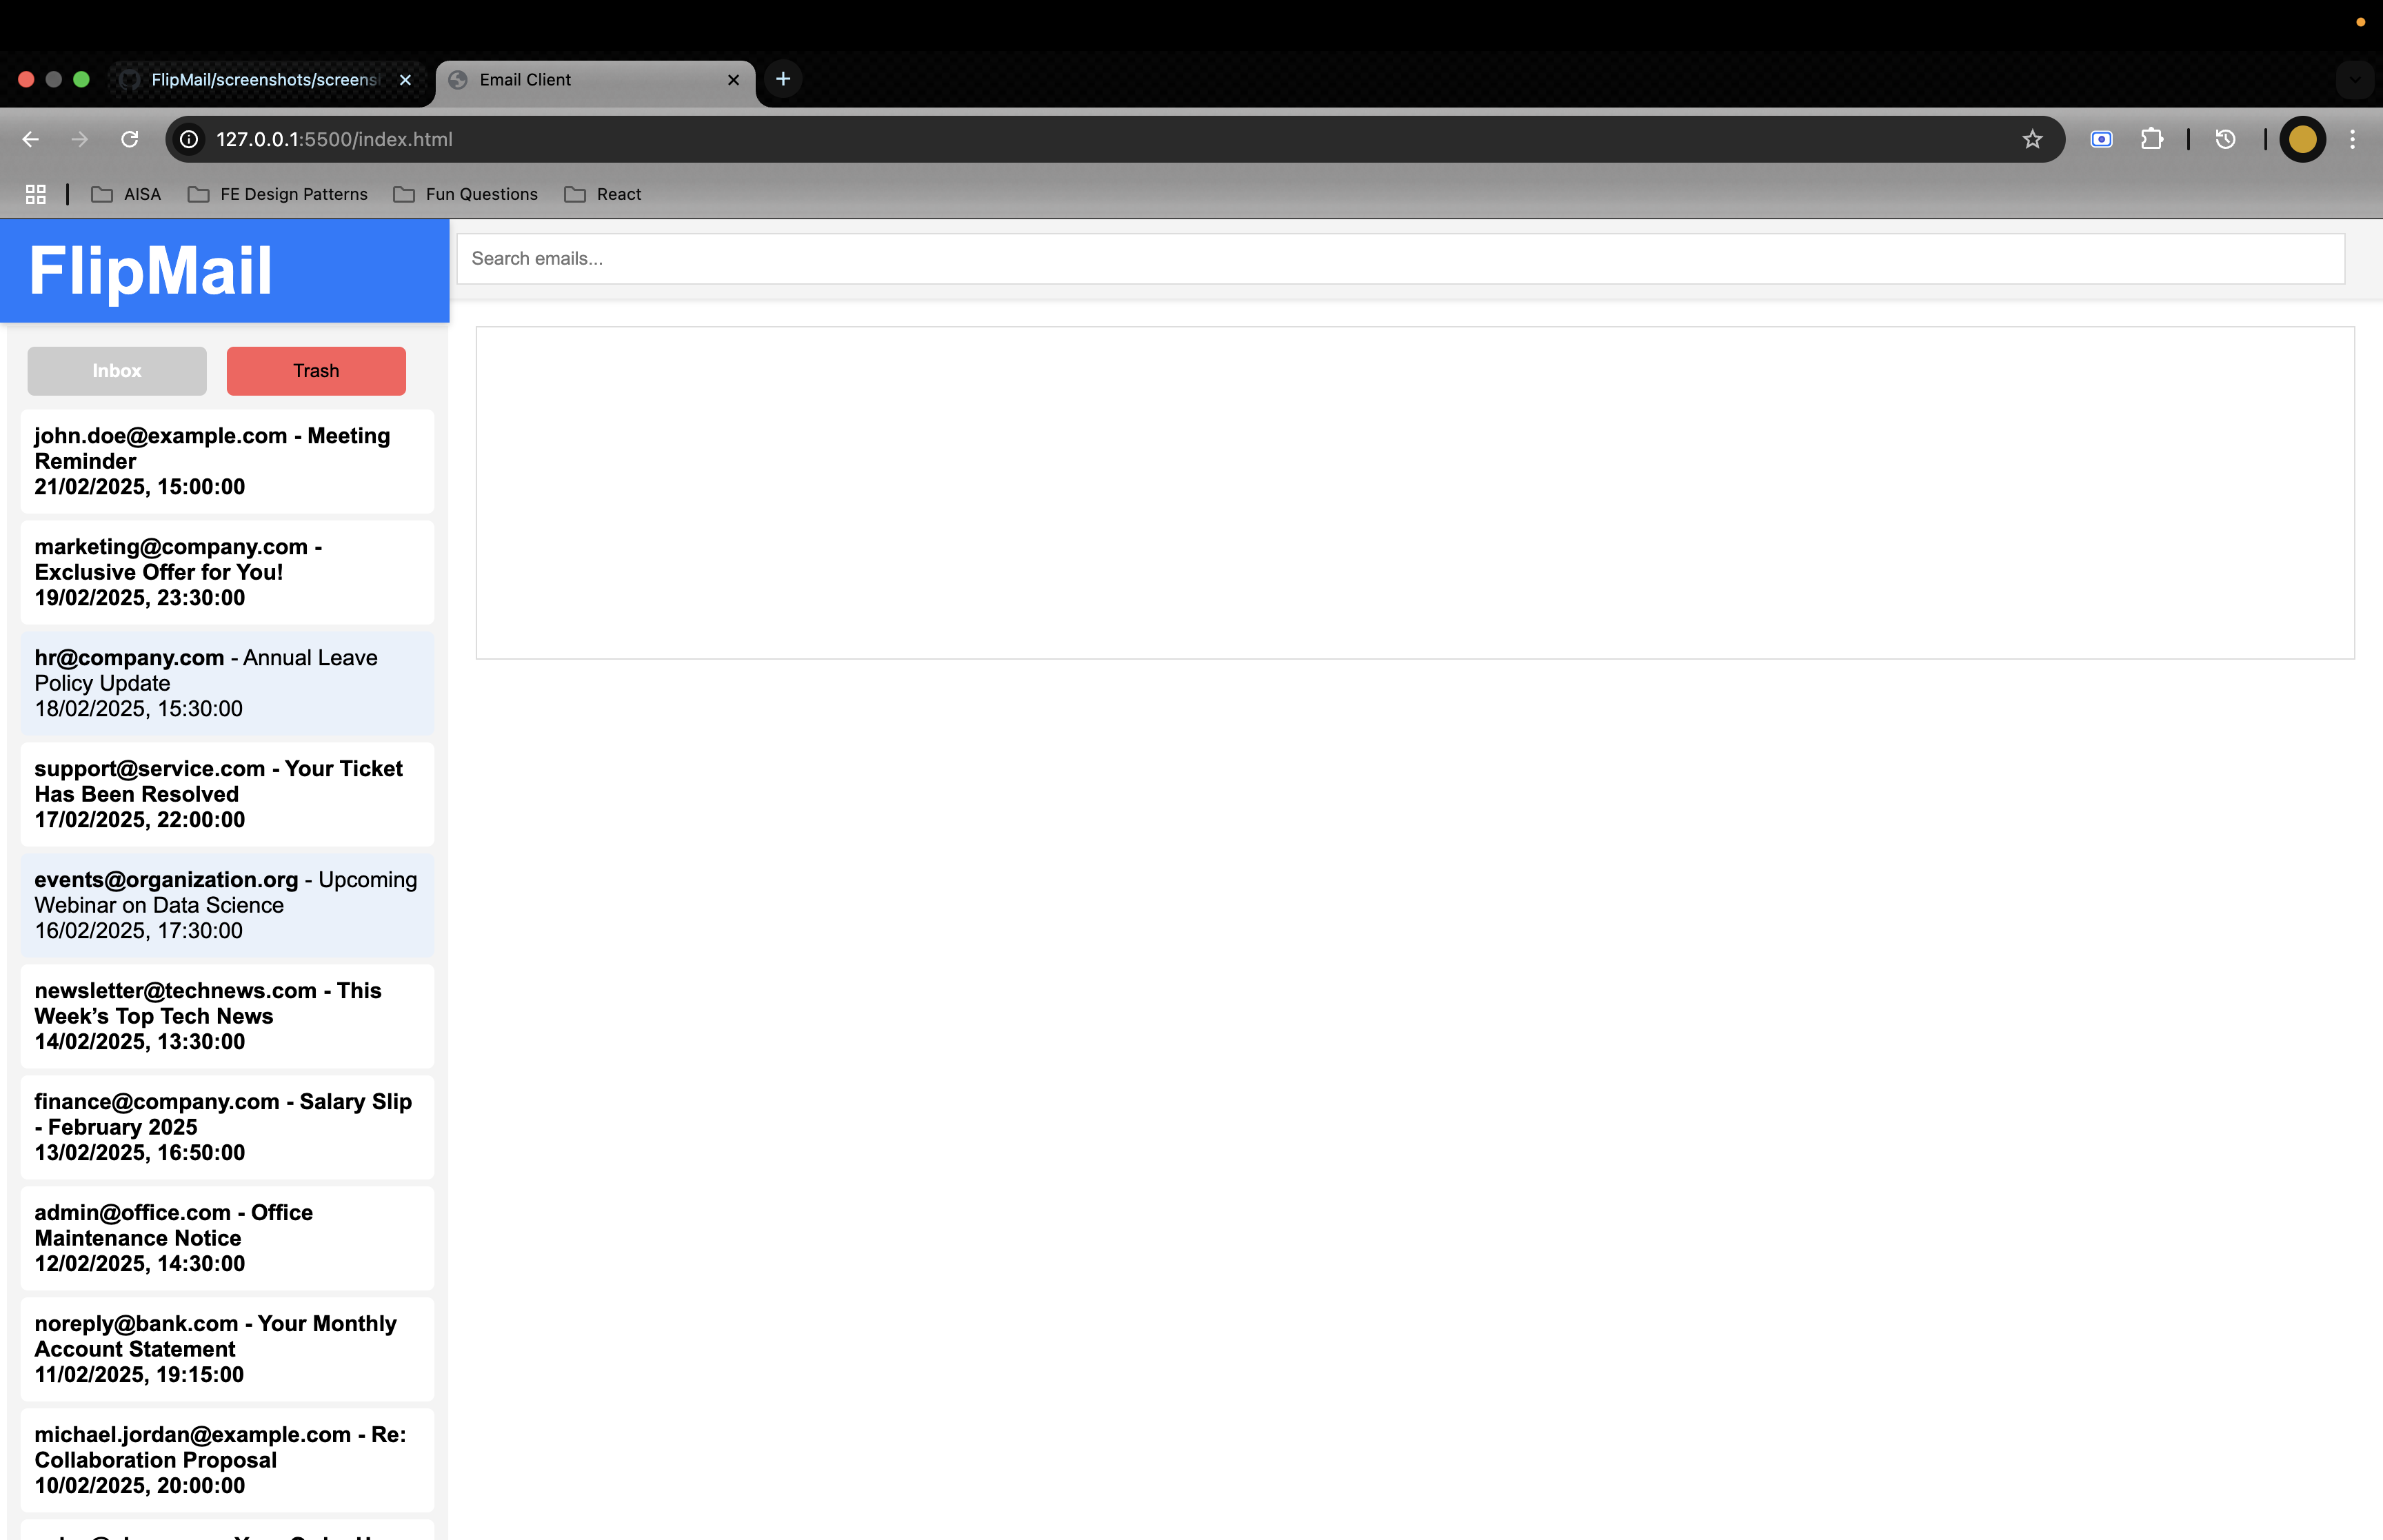 FlipMail/screenshots/screens
Email Client
127.0.0.1:5500/index.html
AISA
FE Design Patterns
Fun Questions
React
FlipMail
Search emails...
Inbox
Trash
john.doe@example.com - Meeting
Reminder
21/02/2025, 15:00:00
marketing@company.com -
Exclusive Offer for You!
19/02/2025, 23:30:00
hr@company.com - Annual Leave
Policy Update
18/02/2025, 15:30:00
support@service.com - Your Ticket
Has Been Resolved
17/02/2025, 22:00:00
events@organization.org - Upcoming
Webinar on Data Science
16/02/2025, 17:30:00
newsletter@technews.com - This
Week’s Top Tech News
14/02/2025, 13:30:00
finance@company.com - Salary Slip
- February 2025
13/02/2025, 16:50:00
admin@office.com - Office
Maintenance Notice
12/02/2025, 14:30:00
noreply@bank.com - Your Monthly
Account Statement
11/02/2025, 19:15:00
michael.jordan@example.com - Re:
Collaboration Proposal
10/02/2025, 20:00:00